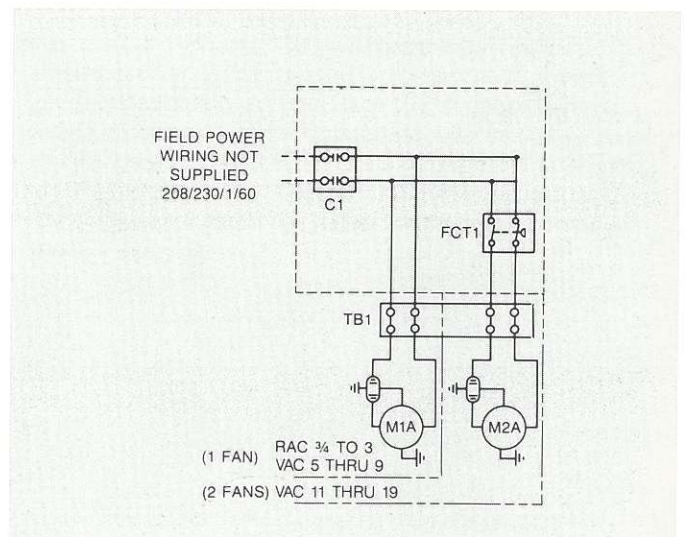 FIELD POWER
WIRING NOT
SUPPLIED
208/230/1/60
C1
FCT1
TB1
M1A
M2A
(1 FAN) RAC ¾ TO 3
VAC 5 THRU 9
(2 FANS) VAC 11 THRU 19